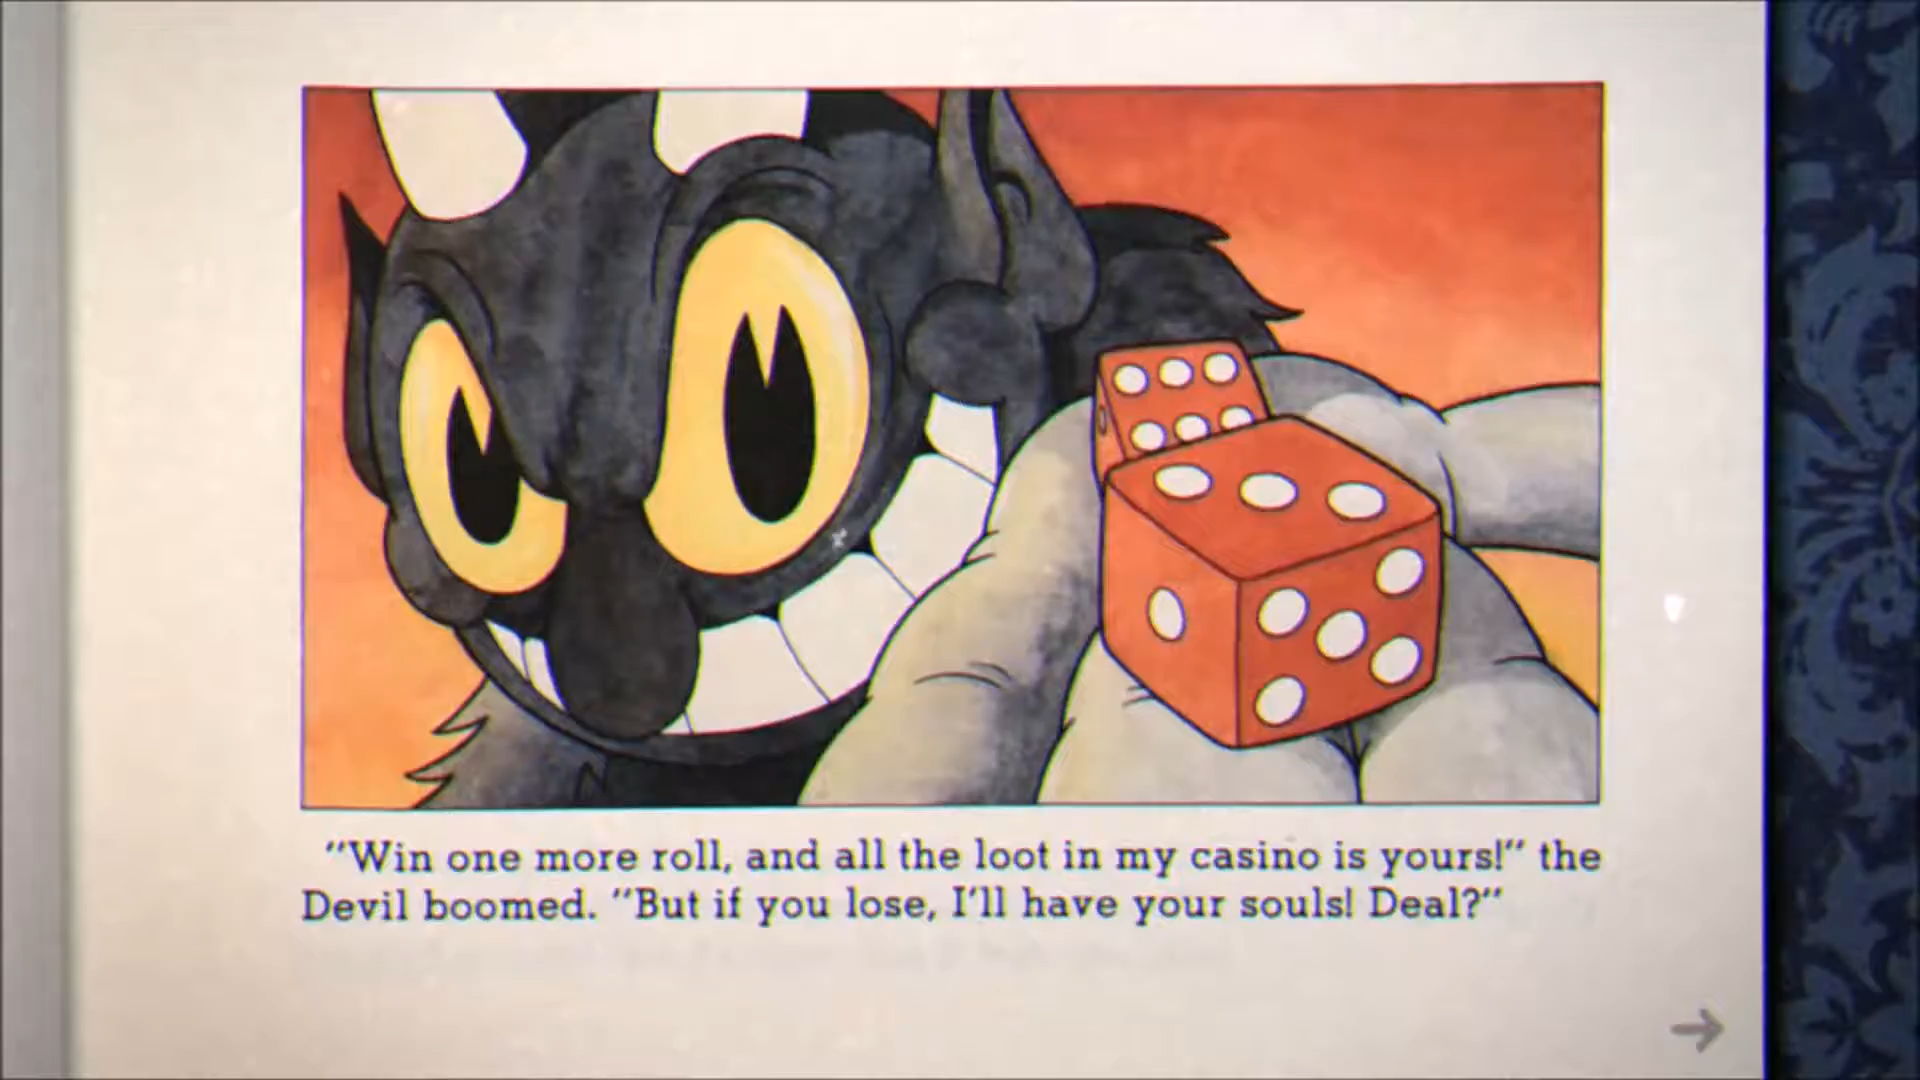 “Win one more roll, and all the loot in my casino is yours!” the
Devil boomed. “But if you lose, I’ll have your souls! Deal?”